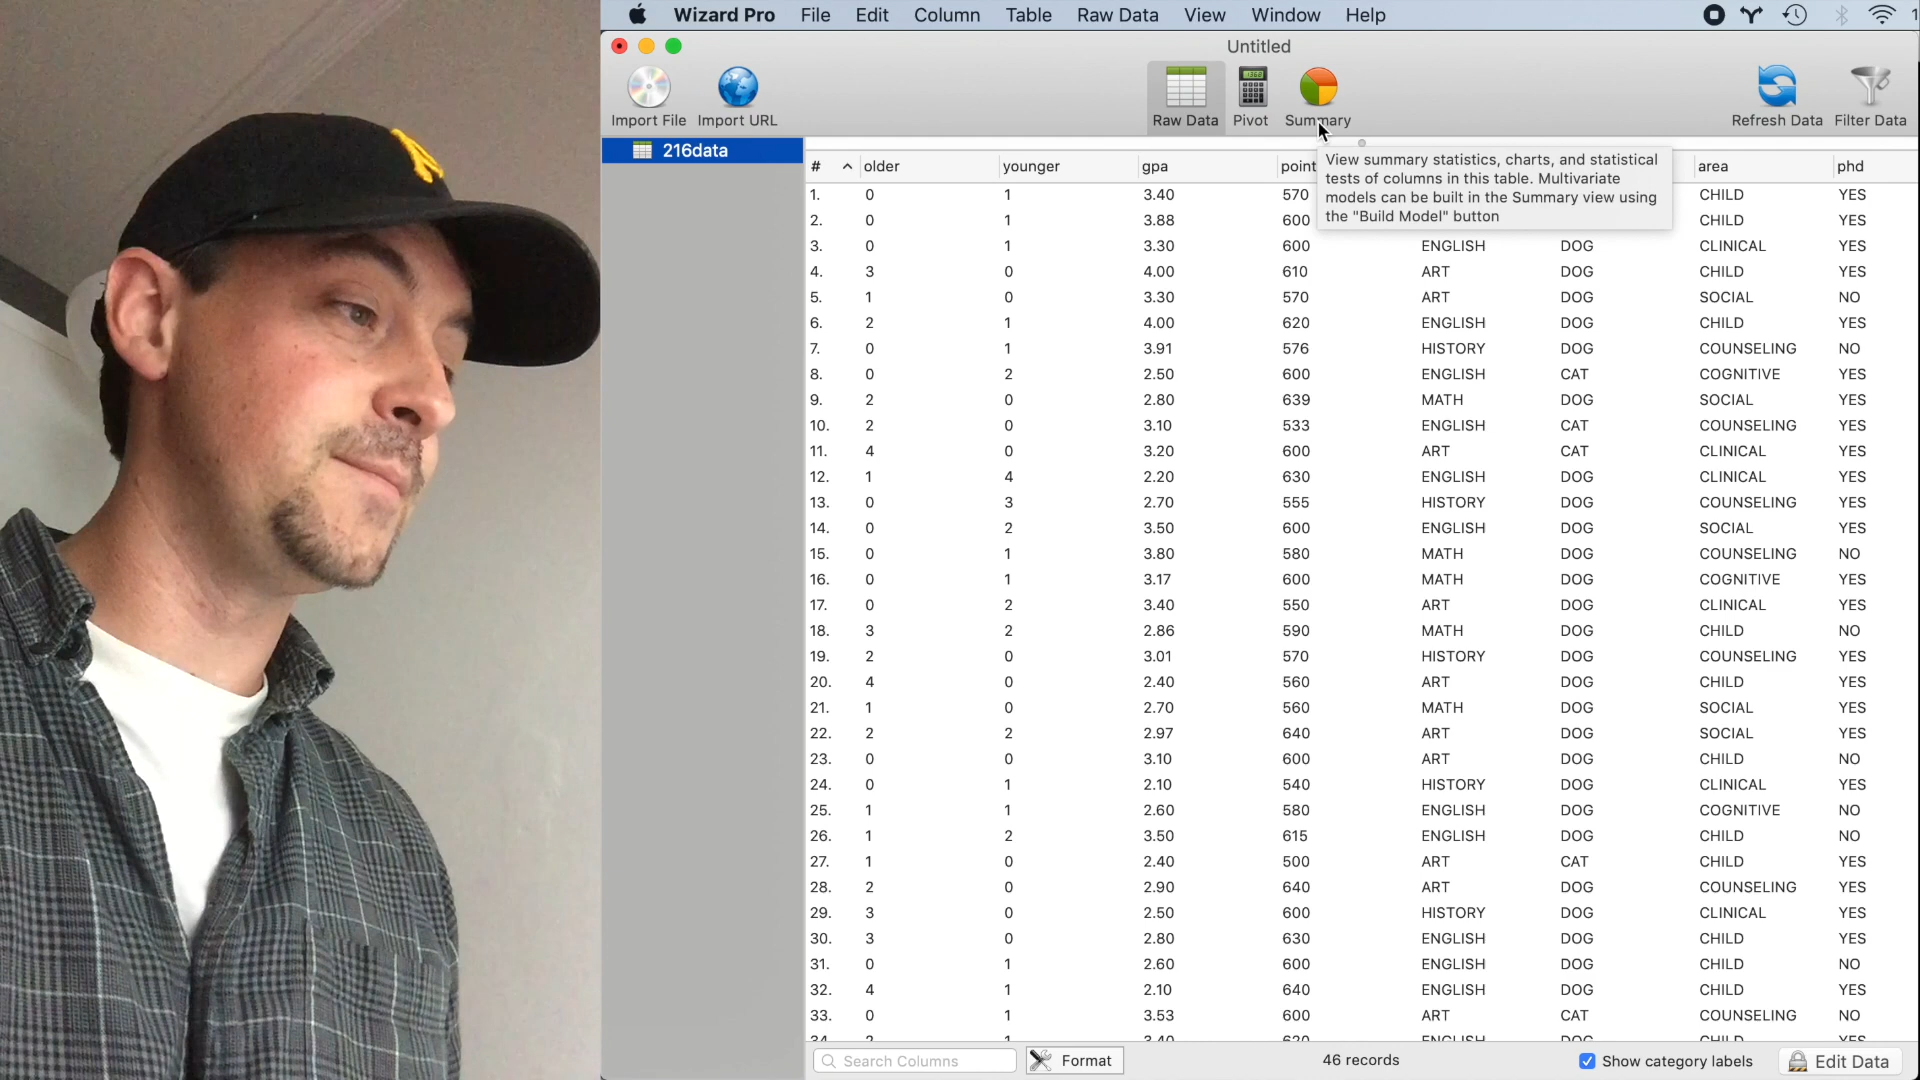 Wizard Pro File Edit Column Table Raw Data View Window Help
Untitled
Import File Import URL Raw Data Pivot Summary Refresh Data Filter Data
216data
# older younger gpa point area phd
View summary statistics, charts, and statistical
tests of columns in this table. Multivariate
models can be built in the Summary view using
the "Build Model" button
1. 0 1 3.40 570 CHILD YES
2. 0 1 3.88 600 CHILD YES
3. 0 1 3.30 600 ENGLISH DOG CLINICAL YES
4. 3 0 4.00 610 ART DOG CHILD YES
5. 1 0 3.30 570 ART DOG SOCIAL NO
6. 2 1 4.00 620 ENGLISH DOG CHILD YES
7. 0 1 3.91 576 HISTORY DOG COUNSELING NO
8. 0 2 2.50 600 ENGLISH CAT COGNITIVE YES
9. 2 0 2.80 639 MATH DOG SOCIAL YES
10. 2 0 3.10 533 ENGLISH CAT COUNSELING YES
11. 4 0 3.20 600 ART CAT CLINICAL YES
12. 1 4 2.20 630 ENGLISH DOG CLINICAL YES
13. 0 3 2.70 555 HISTORY DOG COUNSELING YES
14. 0 2 3.50 600 ENGLISH DOG SOCIAL YES
15. 0 1 3.80 580 MATH DOG COUNSELING NO
16. 0 1 3.17 600 MATH DOG COGNITIVE YES
17. 0 2 3.40 550 ART DOG CLINICAL YES
18. 3 2 2.86 590 MATH DOG CHILD NO
19. 2 0 3.01 570 HISTORY DOG COUNSELING YES
20. 4 0 2.40 560 ART DOG CHILD YES
21. 1 0 2.70 560 MATH DOG SOCIAL YES
22. 2 2 2.97 640 ART DOG SOCIAL YES
23. 0 0 3.10 600 ART DOG CHILD NO
24. 0 1 2.10 540 HISTORY DOG CLINICAL YES
25. 1 1 2.60 580 ENGLISH DOG COGNITIVE NO
26. 1 2 3.50 615 ENGLISH DOG CHILD NO
27. 1 0 2.40 500 ART CAT CHILD YES
28. 2 0 2.90 640 ART DOG COUNSELING YES
29. 3 0 2.50 600 HISTORY DOG CLINICAL YES
30. 3 0 2.80 630 ENGLISH DOG CHILD YES
31. 0 1 2.60 600 ENGLISH DOG CHILD NO
32. 4 1 2.10 640 ENGLISH DOG CHILD YES
33. 0 1 3.53 600 ART CAT COUNSELING NO
34. 2 1 3.40 620 ENGLISH DOG CHILD YES
Search Columns Format 46 records Show category labels Edit Data